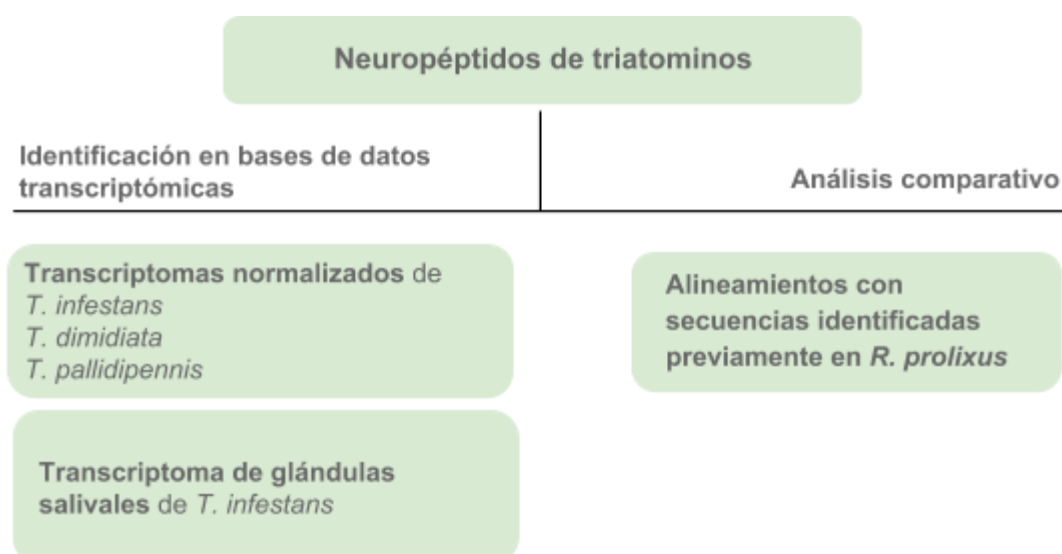 Neuropéptidos de triatominos
Identificación en bases de datos
transcriptómicas
Análisis comparativo
Transcriptomas normalizados de
T. infestans
T. dimidiata
T. pallidipennis
Alineamientos con
secuencias identificadas
previamente en R. prolixus
Transcriptoma de glándulas
salivales de T. infestans